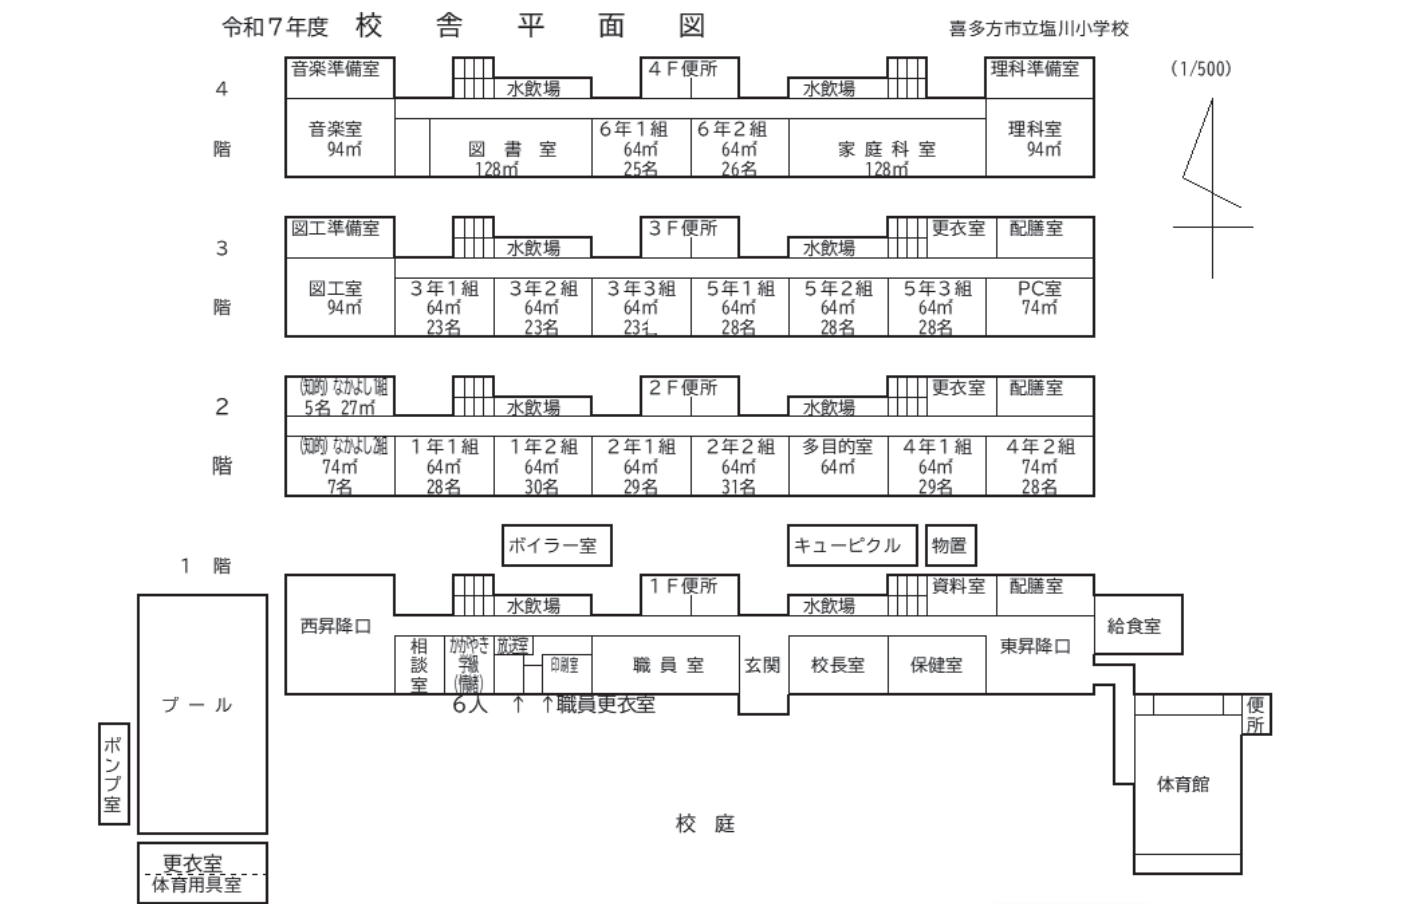 令和７年度　校　舎　平　面　図
喜多方市立塩川小学校
(1/500)
４
階
音楽準備室
水飲場
４Ｆ便所
水飲場
理科準備室
音楽室
94㎡
図　書　室
128㎡
６年１組
64㎡
25名
６年２組
64㎡
26名
家 庭 科 室
128㎡
理科室
94㎡
３
階
図工準備室
水飲場
３Ｆ便所
水飲場
更衣室
配膳室
図工室
94㎡
３年１組
64㎡
23名
３年２組
64㎡
23名
３年３組
64㎡
23名
５年１組
64㎡
28名
５年２組
64㎡
28名
５年３組
64㎡
28名
PC室
74㎡
２
階
(知的) なかよし1組
5名 27㎡
水飲場
２Ｆ便所
水飲場
更衣室
配膳室
(知的) なかよし2組
74㎡
7名
１年１組
64㎡
28名
１年２組
64㎡
30名
２年１組
64㎡
29名
２年２組
64㎡
31名
多目的室
64㎡
４年１組
64㎡
29名
４年２組
74㎡
28名
ボイラー室
キュービクル
物置
１　階
西昇降口
水飲場
１Ｆ便所
水飲場
資料室
配膳室
給食室
相
談
室
かがやき
学級
(情緒)
放送室
印刷室
職 員 室
玄関
校長室
保健室
東昇降口
６人
↑
↑職員更衣室
プ ー ル
ポ
ン
プ
室
更衣室
体育用具室
校　庭
便
所
体育館